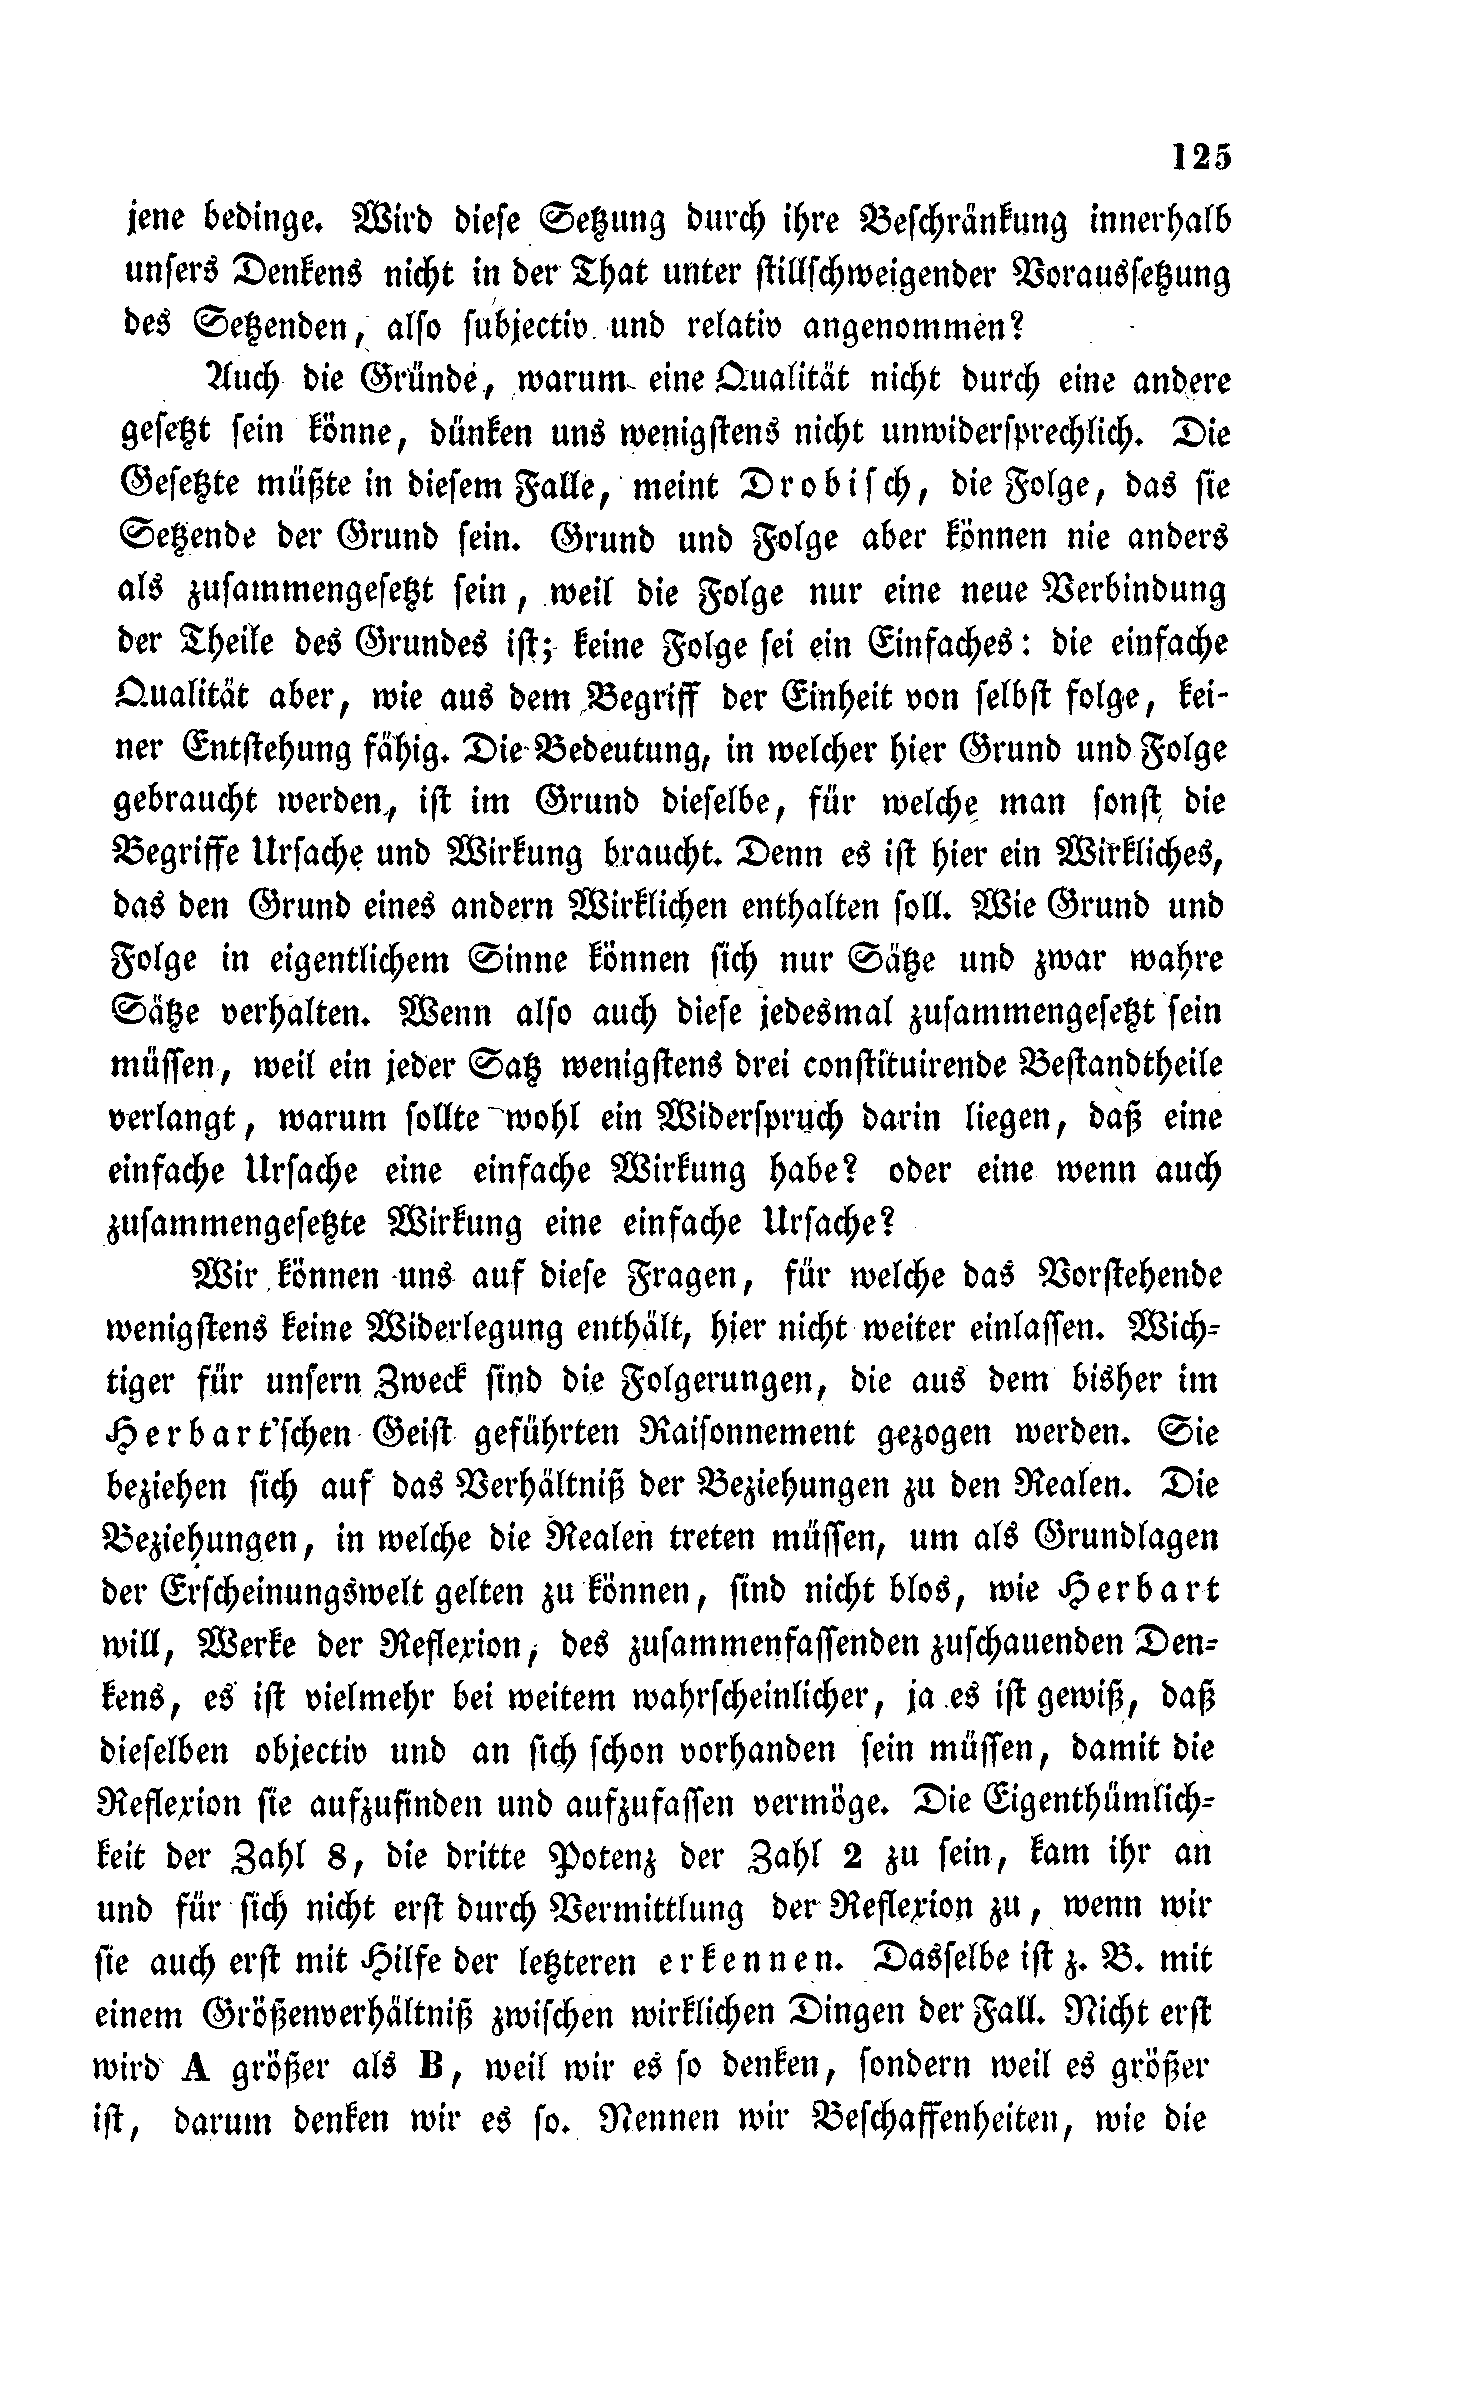 125
jene bedinge. Wird diese Setzung durch ihre Beschränkung innerhalb
unsers Denkens nicht in der That unter stillschweigender Voraussetzung
des Setzenden, also subjectiv und relativ angenommen?
Auch die Gründe, warum eine Qualität nicht durch eine andere
gesetzt sein könne, dünken uns wenigstens nicht unwidersprechlich. Die
Gesetzte müßte in diesem Falle, meint Drobisch, die Folge, das sie
Setzende der Grund sein. Grund und Folge aber können nie anders
als zusammengesetzt sein, weil die Folge nur eine neue Verbindung
der Theile des Grundes ist; keine Folge sei ein Einfaches: die einfache
Qualität aber, wie aus dem Begriff der Einheit von selbst folge, kei-
ner Entstehung fähig. Die Bedeutung, in welcher hier Grund und Folge
gebraucht werden, ist im Grund dieselbe, für welche man sonst die
Begriffe Ursache und Wirkung braucht. Denn es ist hier ein Wirkliches,
das den Grund eines andern Wirklichen enthalten soll. Wie Grund und
Folge in eigentlichem Sinne können sich nur Sätze und zwar wahre
Sätze verhalten. Wenn also auch diese jedesmal zusammengesetzt sein
müssen, weil ein jeder Satz wenigstens drei constituirende Bestandtheile
verlangt, warum sollte wohl ein Widerspruch darin liegen, daß eine
einfache Ursache eine einfache Wirkung habe? oder eine wenn auch
zusammengesetzte Wirkung eine einfache Ursache?
Wir können uns auf diese Fragen, für welche das Vorstehende
wenigstens keine Widerlegung enthält, hier nicht weiter einlassen. Wich-
tiger für unsern Zweck sind die Folgerungen, die aus dem bisher im
Herbart'schen Geist geführten Raisonnement gezogen werden. Sie
beziehen sich auf das Verhältniß der Beziehungen zu den Realen. Die
Beziehungen, in welche die Realen treten müssen, um als Grundlagen
der Erscheinungswelt gelten zu können, sind nicht blos, wie Herbart
will, Werke der Reflexion, des zusammenfassenden zuschauenden Den-
kens, es ist vielmehr bei weitem wahrscheinlicher, ja es ist gewiß, daß
dieselben objectiv und an sich schon vorhanden sein müssen, damit die
Reflexion sie aufzufinden und aufzufassen vermöge. Die Eigenthümlich-
keit der Zahl 8, die dritte Potenz der Zahl 2 zu sein, kam ihr an
und für sich nicht erst durch Vermittlung der Reflexion zu, wenn wir
sie auch erst mit Hilfe der letzteren erkennen. Dasselbe ist z. B. mit
einem Größenverhältniß zwischen wirklichen Dingen der Fall. Nicht erst
wird A größer als B, weil wir es so denken, sondern weil es größer
ist, darum denken wir es so. Nennen wir Beschaffenheiten, wie die